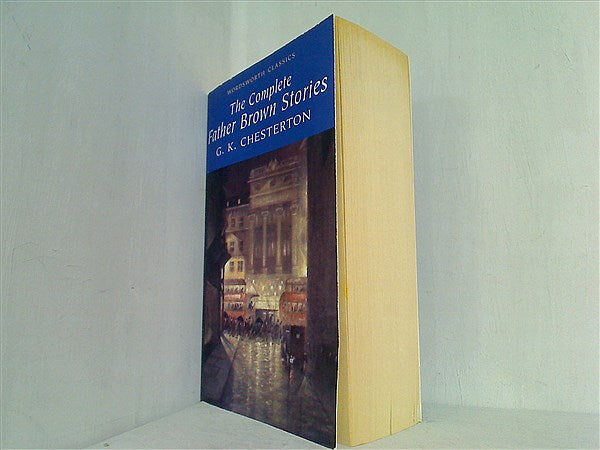 WORDSWORTH CLASSICS
The Complete
Father Brown Stories
G. K. CHESTERTON